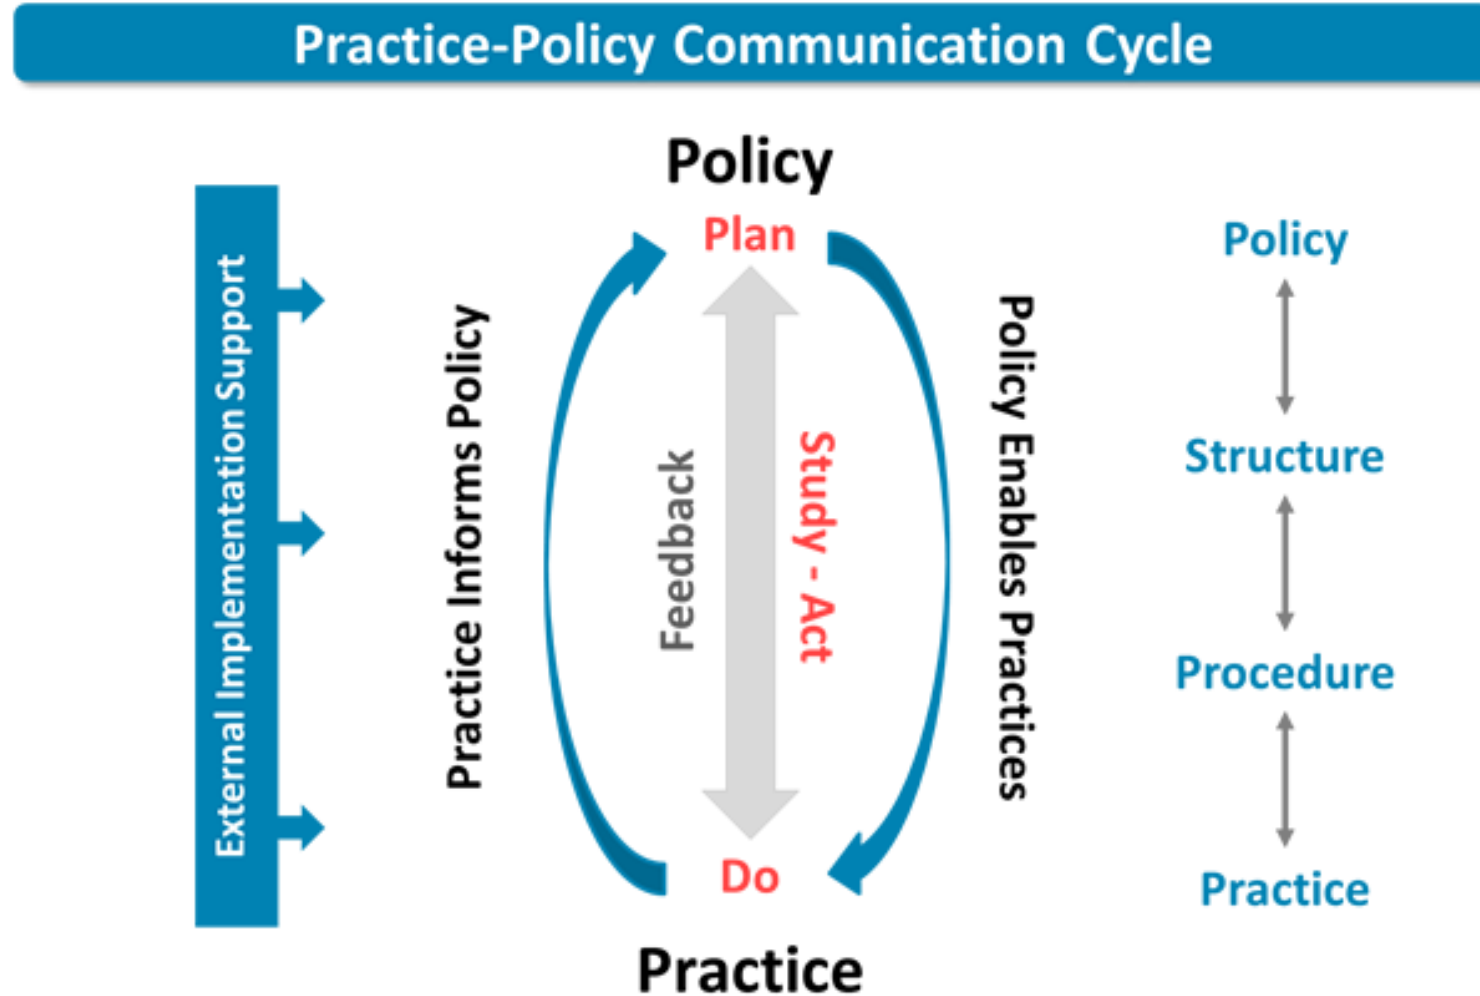 Practice-Policy Communication Cycle
External Implementation Support
Practice Informs Policy
Policy
Plan
Feedback
Study - Act
Do
Practice
Policy Enables Practices
Policy
Structure
Procedure
Practice